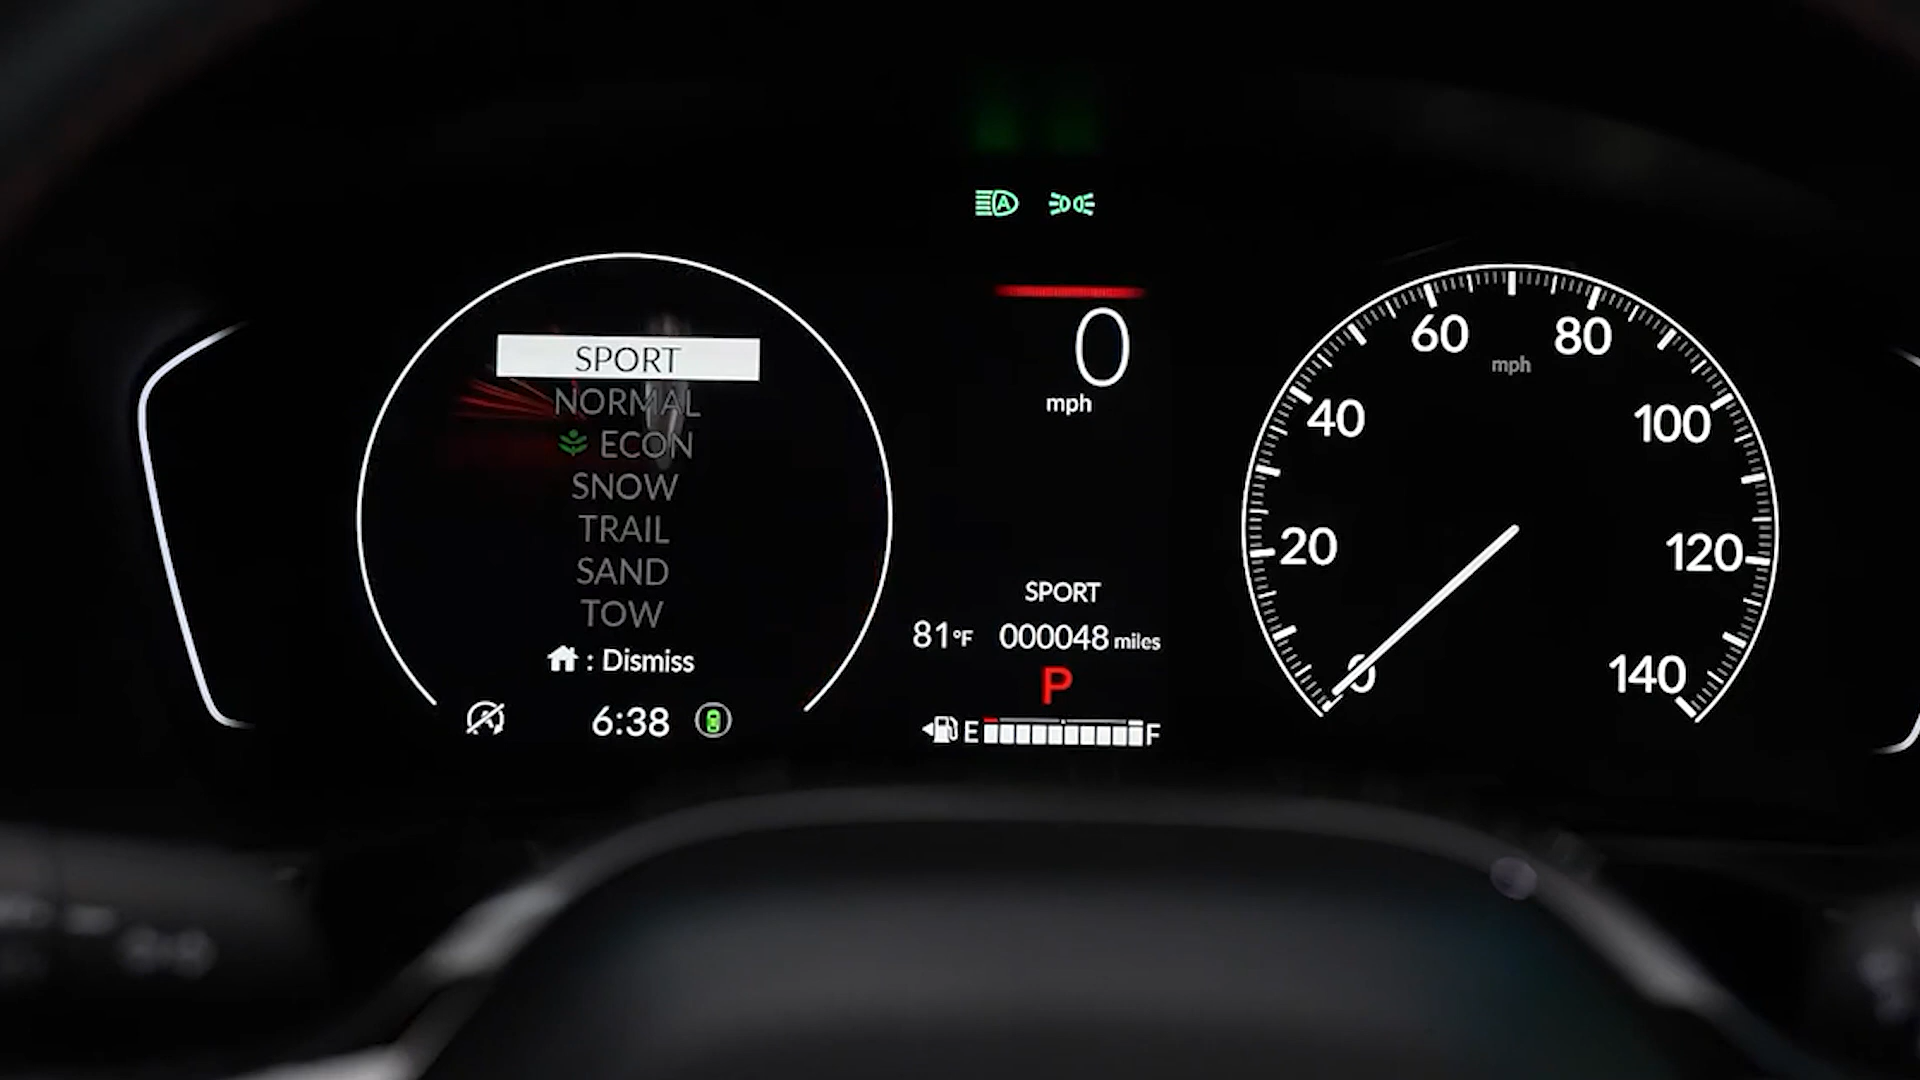 A
0
mph
SPORT
NORMAL
ECON
SNOW
TRAIL
SAND
TOW
: Dismiss
A
6:38
SPORT
81°F 000048 miles
P
E F
60 80
mph
40 100
20 120
0 140